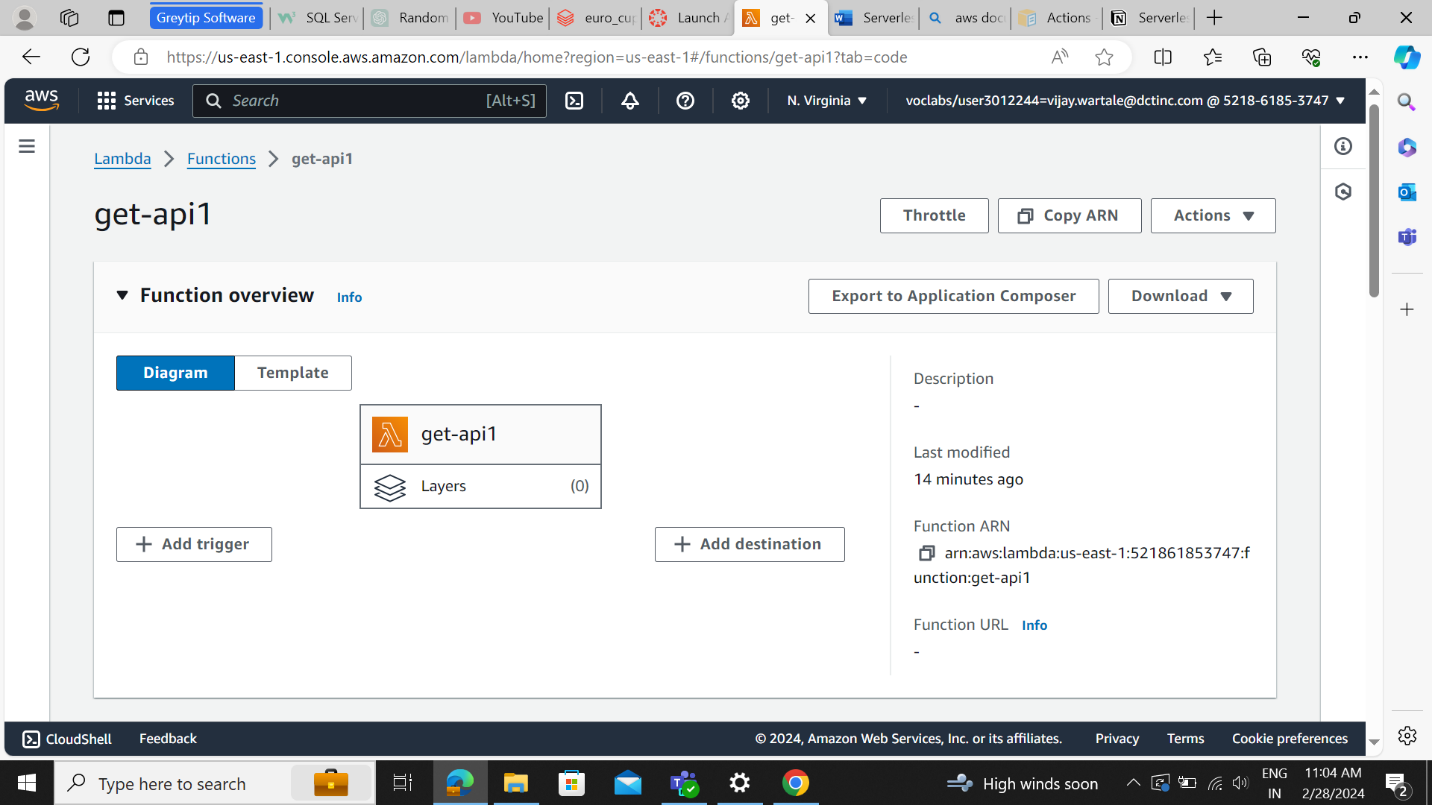 Greytip Software
SQL Serv
Random
YouTube
euro_cup
Launch A
get-
Serverles
aws doc
Actions
Serverle
https://us-east-1.console.aws.amazon.com/lambda/home?region=us-east-1#/functions/get-api1?tab=code
aws
Services
Search
[Alt+S]
N. Virginia
voclabs/user3012244=vijay.wartale@dctinc.com @ 5218-6185-3747
Lambda > Functions > get-api1
get-api1
Throttle
Copy ARN
Actions
Function overview Info
Export to Application Composer
Download
Diagram
Template
get-api1
Layers (0)
+ Add trigger
+ Add destination
Description
-
Last modified
14 minutes ago
Function ARN
arn:aws:lambda:us-east-1:521861853747:f
unction:get-api1
Function URL Info
-
CloudShell
Feedback
© 2024, Amazon Web Services, Inc. or its affiliates.
Privacy
Terms
Cookie preferences
Type here to search
High winds soon
ENG
IN
11:04 AM
2/28/2024
2